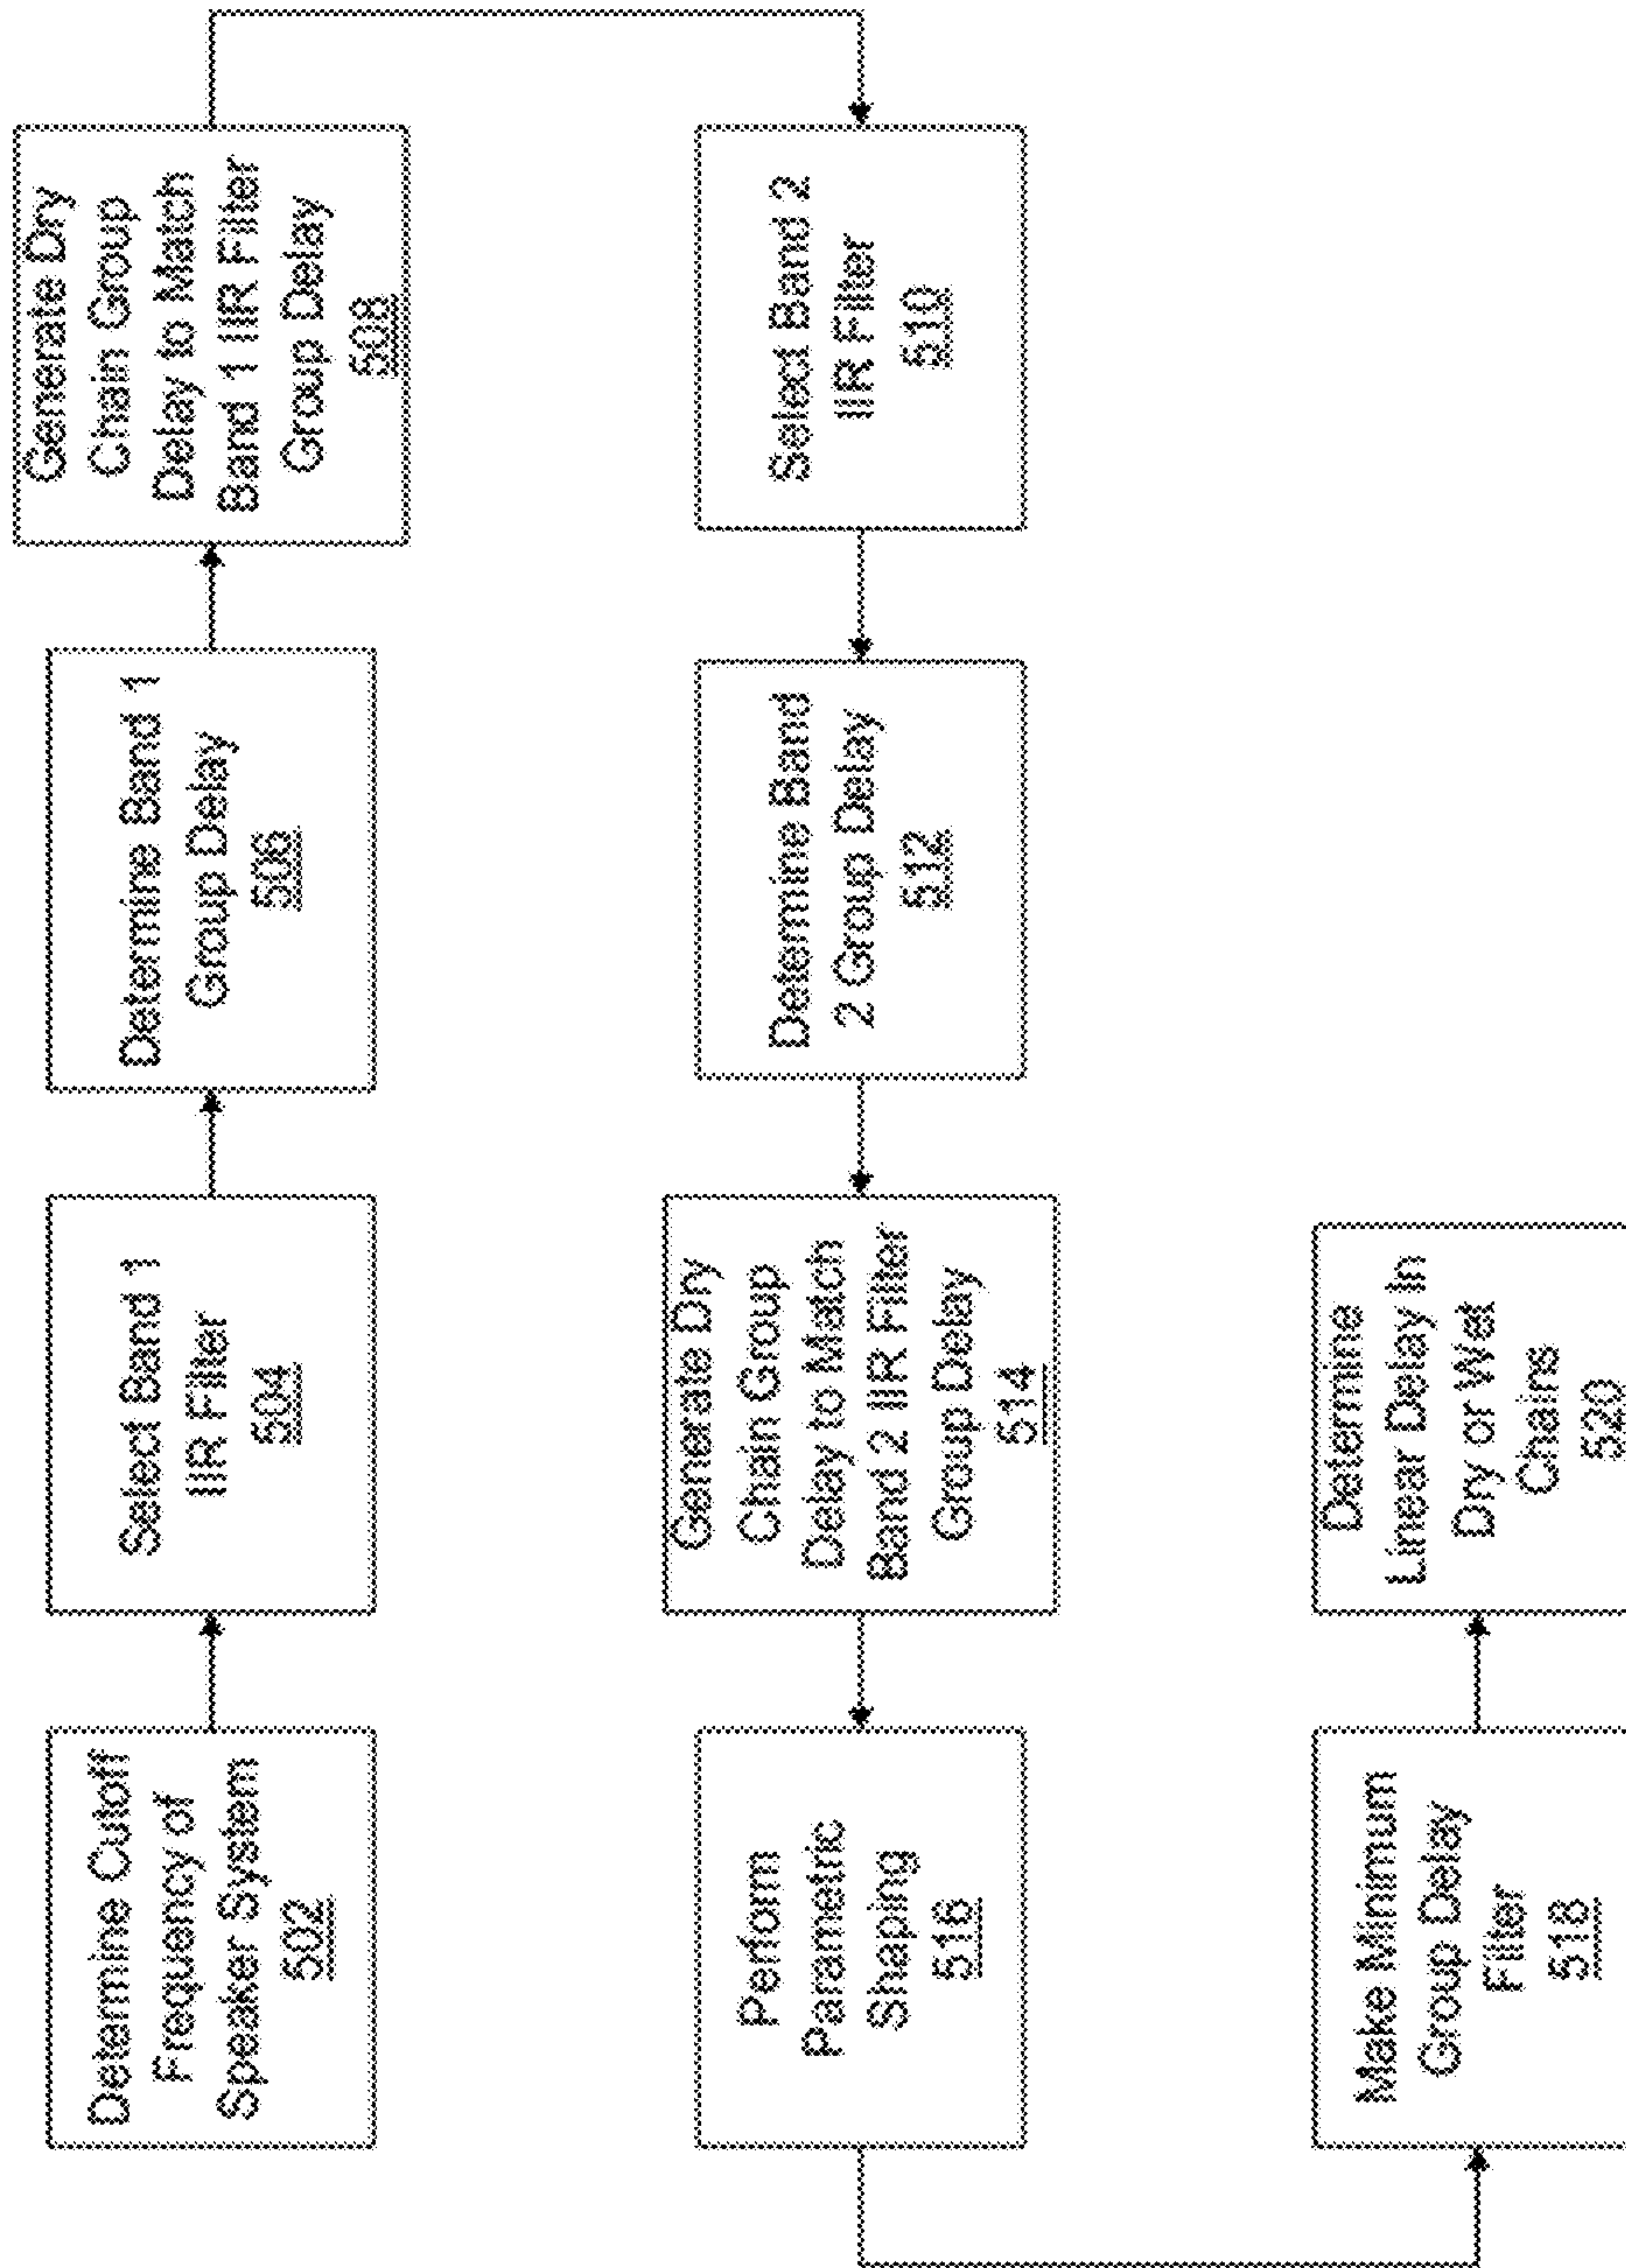 Determine Cutoff
Frequency of
Speaker System
502
Select Band 1
IIR Filter
504
Determine Band 1
Group Delay
506
Generate Dry
Chain Group
Delay to Match
Band 1 IIR Filter
Group Delay
508
Select Band 2
IIR Filter
510
Determine Band
2 Group Delay
512
Generate Dry
Chain Group
Delay to Match
Band 2 IIR Filter
Group Delay
514
Perform
Parametric
Shaping
516
Make Minimum
Group Delay
Filter
518
Determine
Linear Delay In
Dry or Wet
Chains
520